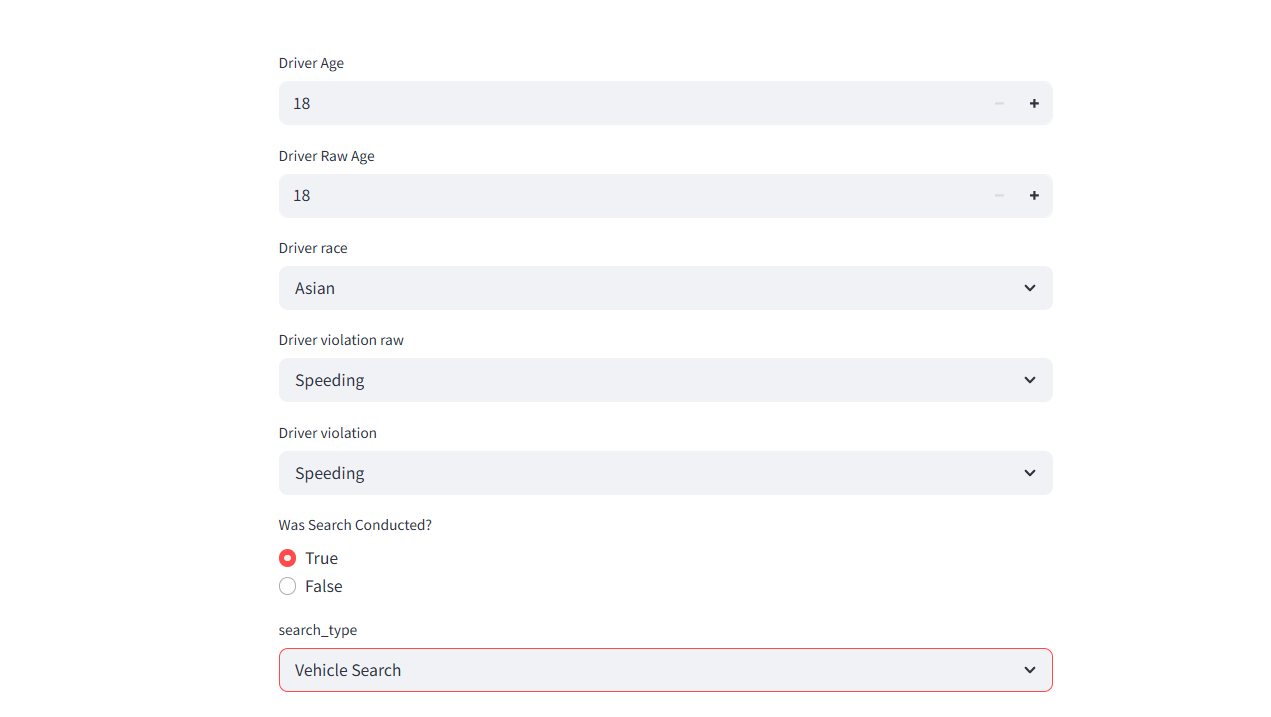 Driver Age
18
Driver Raw Age
18
Driver race
Asian
Driver violation raw
Speeding
Driver violation
Speeding
Was Search Conducted?
True
False
search_type
Vehicle Search